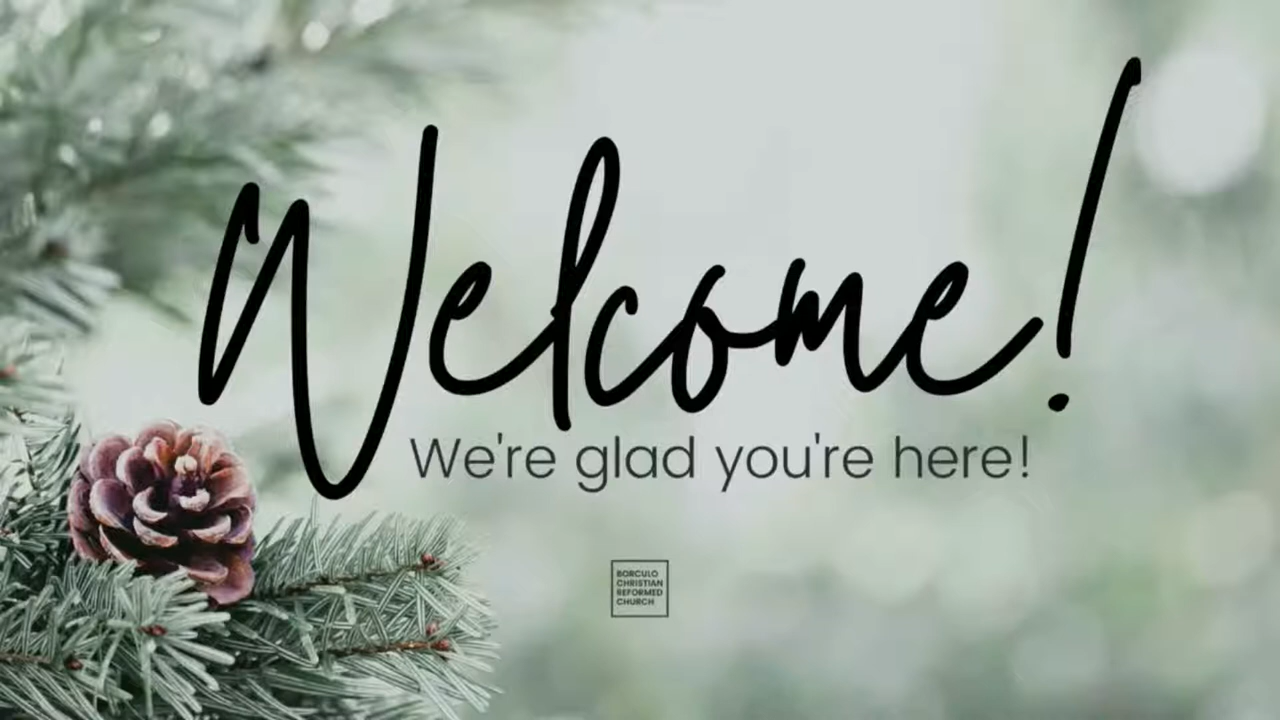 Welcome!
We're glad you're here!
BORCULO
CHRISTIAN
REFORMED
CHURCH